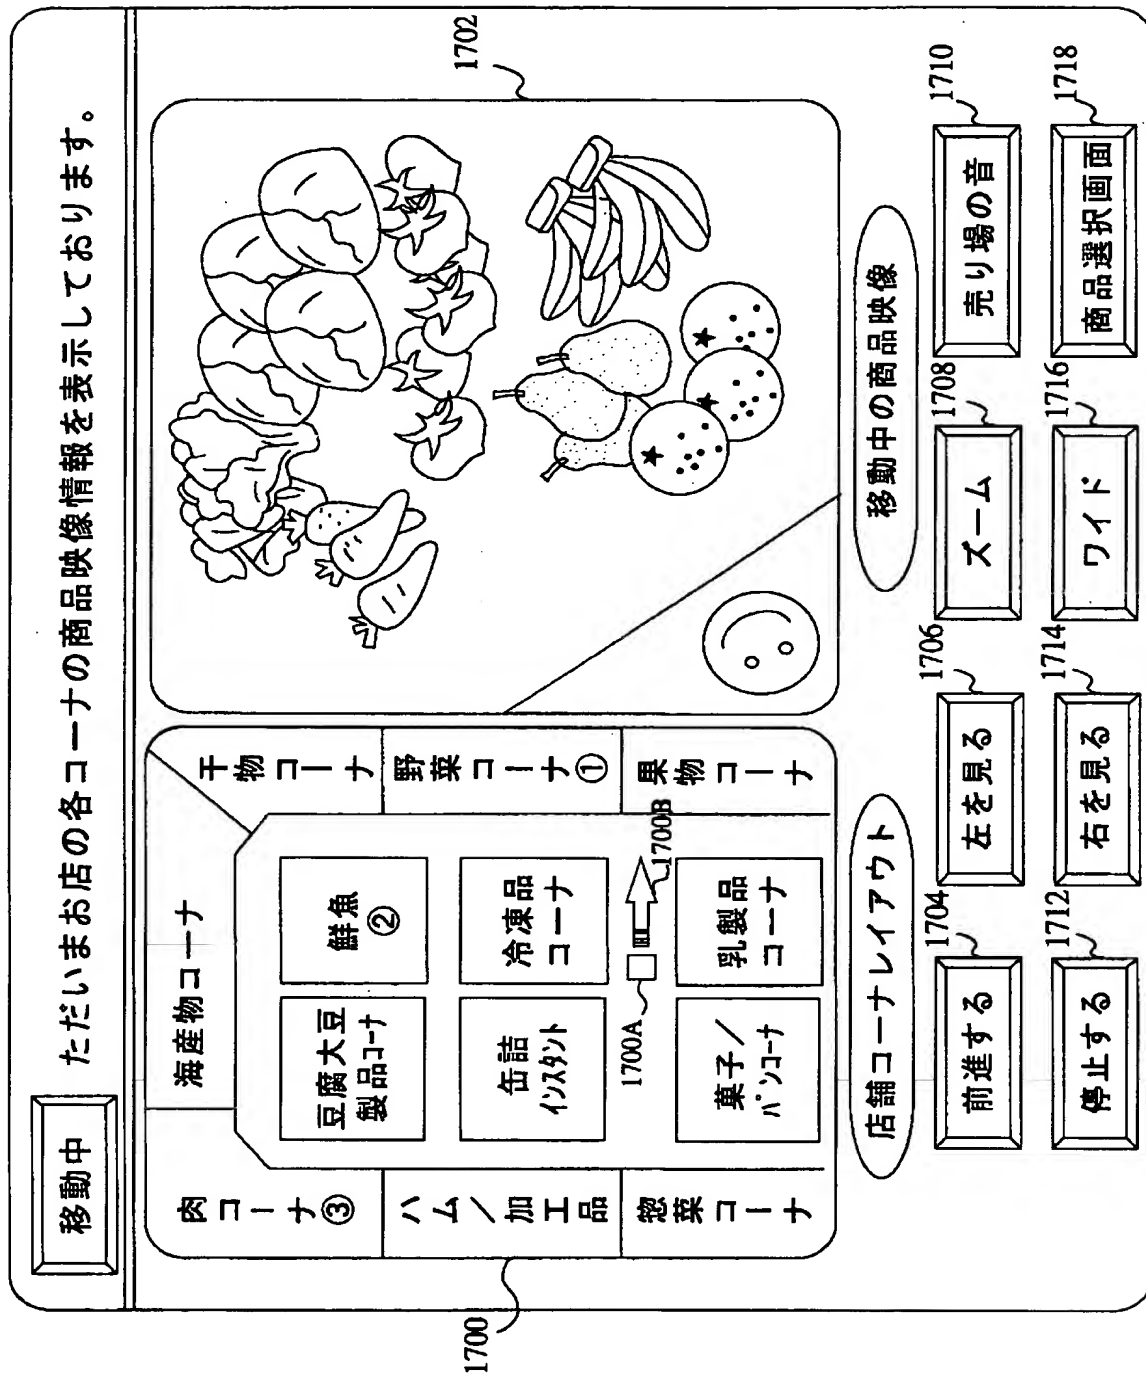 移動中
ただいまお店の各コーナの商品映像情報を表示しております。
1700
1702
肉コーナ③
ハム/加工品
惣菜コーナ
海産物コーナ
干物コーナ
野菜コーナ①
果物コーナ
豆腐大豆
製品コーナ
鮮魚
②
缶詰
インスタント
冷凍品
コーナ
1700A
1700B
菓子/
パンコーナ
乳製品
コーナ
店舗コーナレイアウト
移動中の商品映像
1704
前進する
1706
左を見る
1708
ズーム
1710
売り場の音
1712
停止する
1714
右を見る
1716
ワイド
1718
商品選択画面